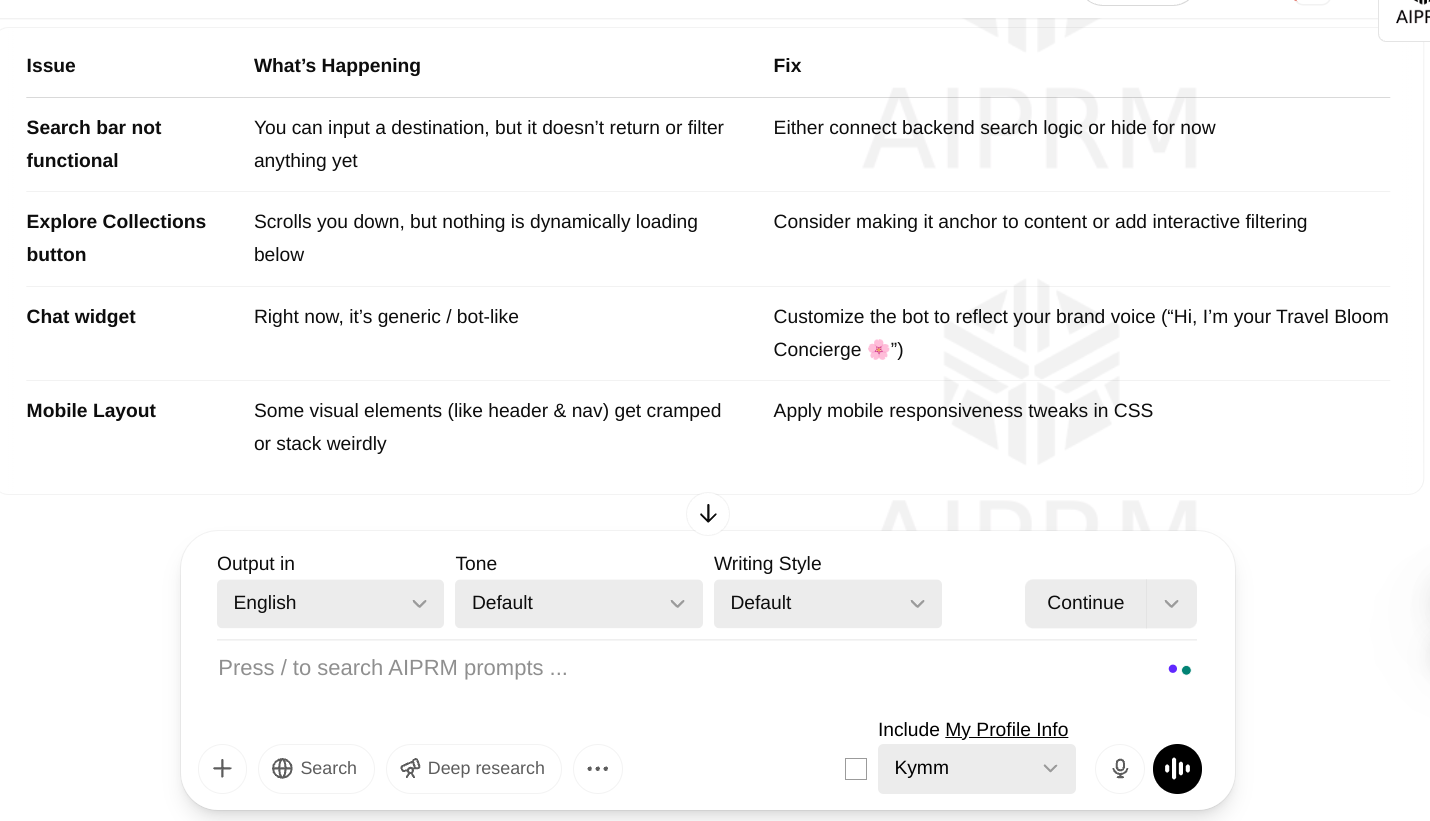 AIPR
Issue What’s Happening Fix
Search bar not functional
You can input a destination, but it doesn’t return or filter anything yet
Either connect backend search logic or hide for now
Explore Collections button
Scrolls you down, but nothing is dynamically loading below
Consider making it anchor to content or add interactive filtering
Chat widget
Right now, it’s generic / bot-like
Customize the bot to reflect your brand voice (“Hi, I’m your Travel Bloom Concierge 🌸”)
Mobile Layout
Some visual elements (like header & nav) get cramped or stack weirdly
Apply mobile responsiveness tweaks in CSS
AIPRM
AIPRM
Output in Tone Writing Style
English Default Default Continue
Press / to search AIPRM prompts ...
Include My Profile Info
Search Deep research Kymm